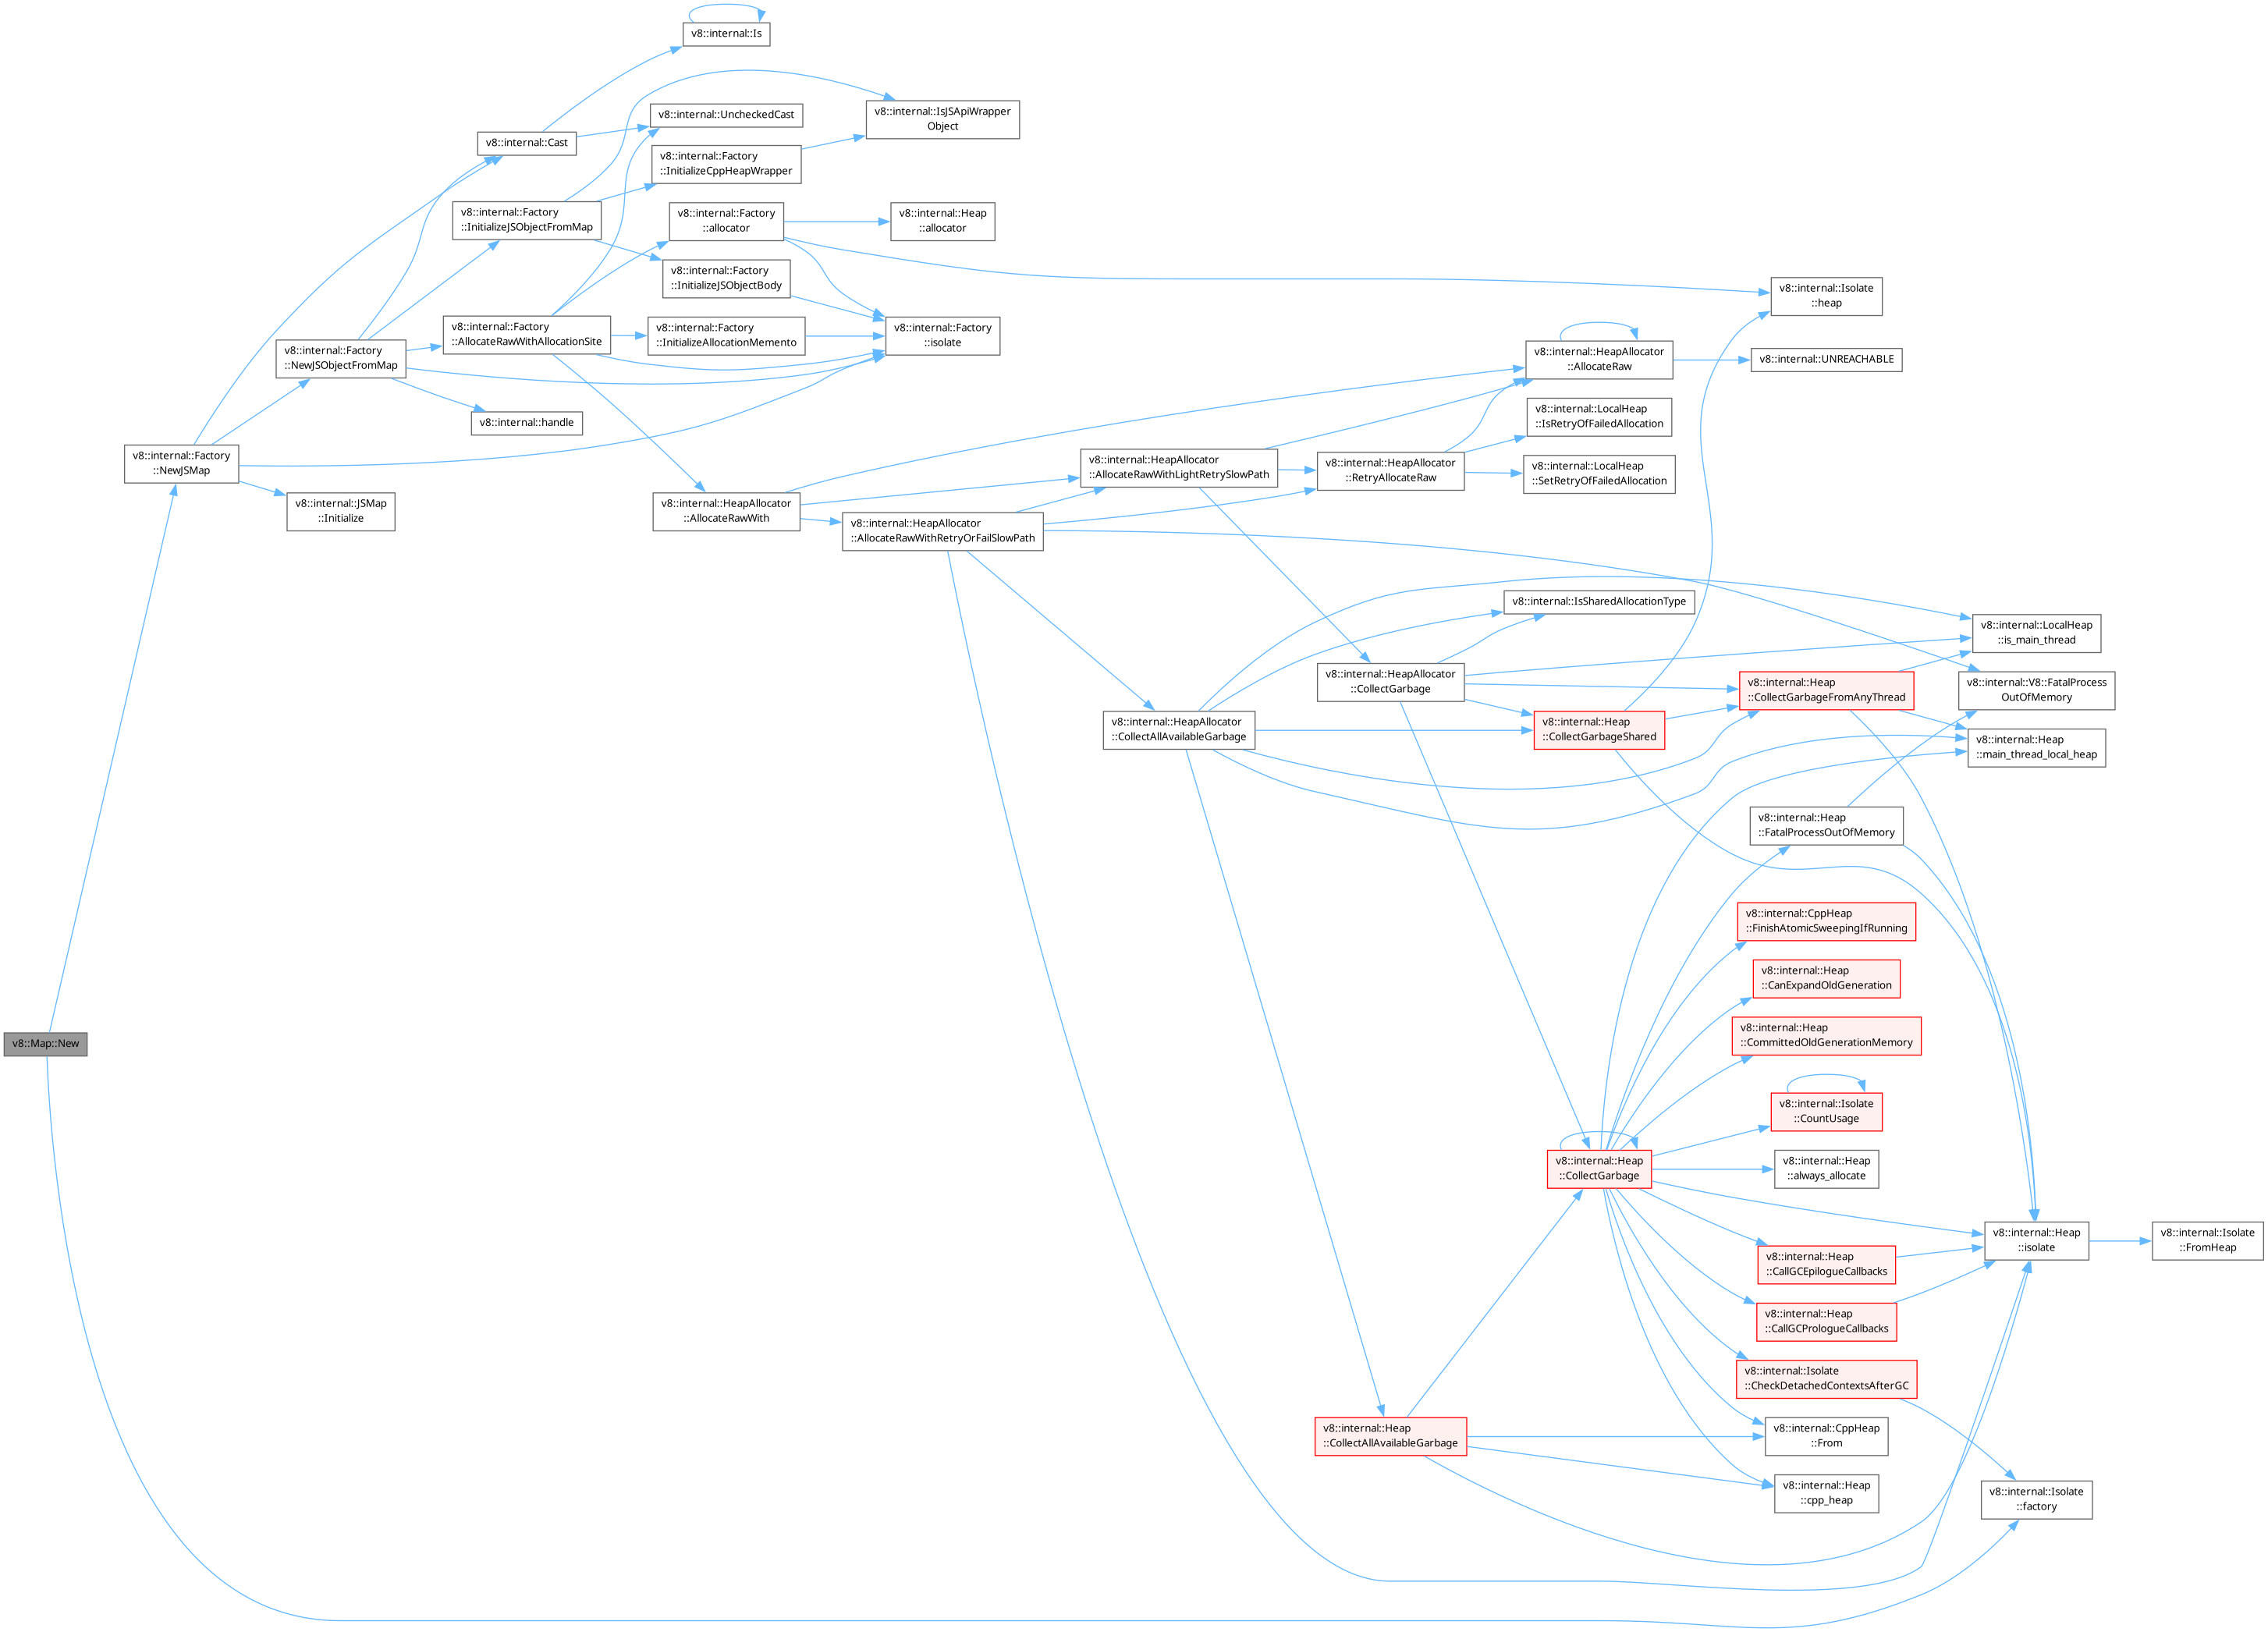 v8::internal::Is
v8::internal::UncheckedCast
v8::internal::IsJSApiWrapper
Object
v8::internal::Cast
v8::internal::Factory
::InitializeCppHeapWrapper
v8::internal::Factory
::InitializeJSObjectFromMap
v8::internal::Factory
::allocator
v8::internal::Heap
::allocator
v8::internal::Factory
::InitializeJSObjectBody
v8::internal::Isolate
::heap
v8::internal::Factory
::AllocateRawWithAllocationSite
v8::internal::Factory
::InitializeAllocationMemento
v8::internal::Factory
::isolate
v8::internal::Factory
::NewJSObjectFromMap
v8::internal::HeapAllocator
::AllocateRaw
v8::internal::UNREACHABLE
v8::internal::handle
v8::internal::LocalHeap
::IsRetryOfFailedAllocation
v8::internal::Factory
::NewJSMap
v8::internal::HeapAllocator
::AllocateRawWithLightRetrySlowPath
v8::internal::HeapAllocator
::RetryAllocateRaw
v8::internal::LocalHeap
::SetRetryOfFailedAllocation
v8::internal::JSMap
::Initialize
v8::internal::HeapAllocator
::AllocateRawWith
v8::internal::HeapAllocator
::AllocateRawWithRetryOrFailSlowPath
v8::internal::IsSharedAllocationType
v8::internal::LocalHeap
::is_main_thread
v8::internal::HeapAllocator
::CollectGarbage
v8::internal::Heap
::CollectGarbageFromAnyThread
v8::internal::V8::FatalProcess
OutOfMemory
v8::internal::HeapAllocator
::CollectAllAvailableGarbage
v8::internal::Heap
::CollectGarbageShared
v8::internal::Heap
::main_thread_local_heap
v8::internal::Heap
::FatalProcessOutOfMemory
v8::internal::CppHeap
::FinishAtomicSweepingIfRunning
v8::internal::Heap
::CanExpandOldGeneration
v8::Map::New
v8::internal::Heap
::CommittedOldGenerationMemory
v8::internal::Isolate
::CountUsage
v8::internal::Heap
::CollectGarbage
v8::internal::Heap
::always_allocate
v8::internal::Heap
::isolate
v8::internal::Isolate
::FromHeap
v8::internal::Heap
::CallGCEpilogueCallbacks
v8::internal::Heap
::CallGCPrologueCallbacks
v8::internal::Isolate
::CheckDetachedContextsAfterGC
v8::internal::Heap
::CollectAllAvailableGarbage
v8::internal::CppHeap
::From
v8::internal::Heap
::cpp_heap
v8::internal::Isolate
::factory